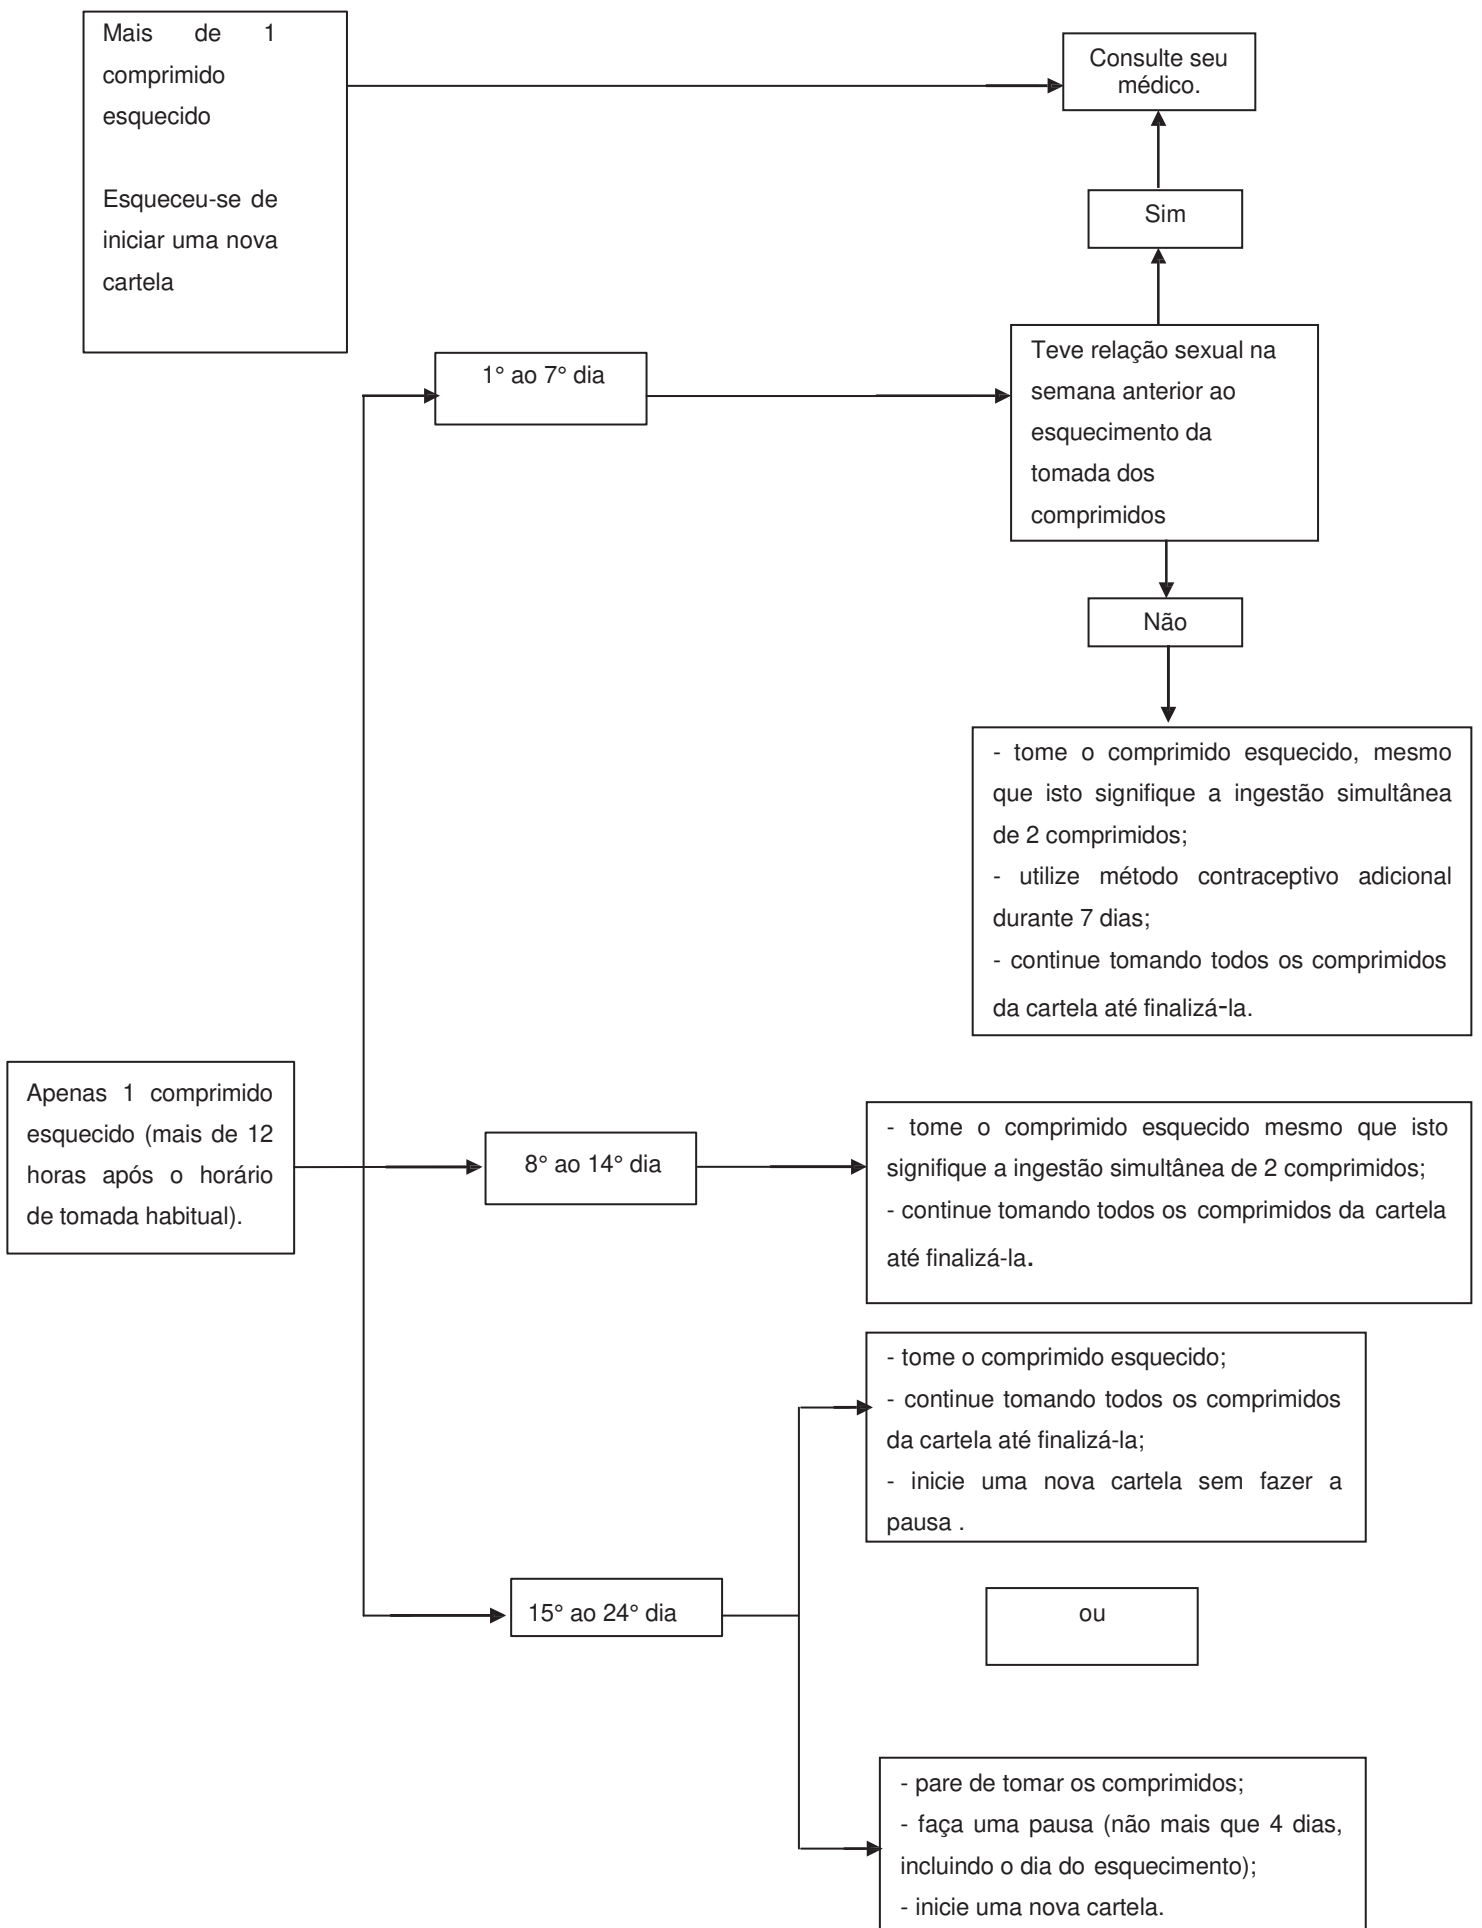 Mais de 1
comprimido
esquecido
Esqueceu-se de
iniciar uma nova
cartela
Consulte seu
médico.
Sim
1° ao 7° dia
Teve relação sexual na
semana anterior ao
esquecimento da
tomada dos
comprimidos
Não
- tome o comprimido esquecido, mesmo
que isto signifique a ingestão simultânea
de 2 comprimidos;
- utilize método contraceptivo adicional
durante 7 dias;
- continue tomando todos os comprimidos
da cartela até finalizá-la.
Apenas 1 comprimido
esquecido (mais de 12
horas após o horário
de tomada habitual).
8° ao 14° dia
- tome o comprimido esquecido mesmo que isto
signifique a ingestão simultânea de 2 comprimidos;
- continue tomando todos os comprimidos da cartela
até finalizá-la.
- tome o comprimido esquecido;
- continue tomando todos os comprimidos
da cartela até finalizá-la;
- inicie uma nova cartela sem fazer a
pausa .
15° ao 24° dia
ou
- pare de tomar os comprimidos;
- faça uma pausa (não mais que 4 dias,
incluindo o dia do esquecimento);
- inicie uma nova cartela.